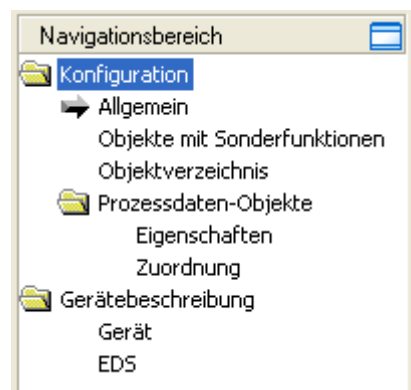 Navigationsbereich
Konfiguration
Allgemein
Objekte mit Sonderfunktionen
Objektverzeichnis
Prozessdaten-Objekte
Eigenschaften
Zuordnung
Gerätebeschreibung
Gerät
EDS